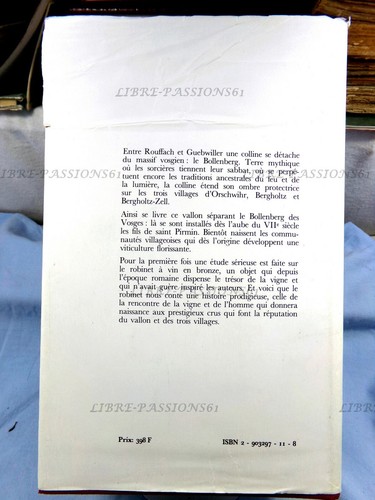 LIBRE-PASSIONS61
Entre Rouffach et Guebwiller une colline se détache
du massif vosgien : le Bollenberg. Terre mythique
où les sorcières tiennent leur sabbat, où se perpé-
tuent encore les traditions ancestrales du feu et de
la lumière, la colline étend son ombre protectrice
sur les trois villages d'Orschwihr, Bergholtz et
Bergholtz-Zell.
Ainsi se livre ce vallon séparant le Bollenberg des
Vosges : là se sont installés dès l'aube du VIIe siècle
les fils de saint Pirmin. Bientôt naissent les commu-
nautés villageoises qui dès l'origine développent une
viticulture florissante.
Pour la première fois une étude sérieuse est faite sur
le robinet à vin en bronze, un objet qui depuis
l'époque romaine dispense le trésor de la vigne et
qui n'avait guère inspiré les auteurs. Et voici que le
robinet nous conte une histoire prodigieuse, celle de
LIBRE-PASSIONS61
la rencontre de la vigne et de l'homme qui donnera
naissance aux prestigieux crus qui font la réputation
du vallon et des trois villages.
LIBRE-PASSIONS61
Prix: 398 F
ISBN 2 - 903297 - 11 - 8